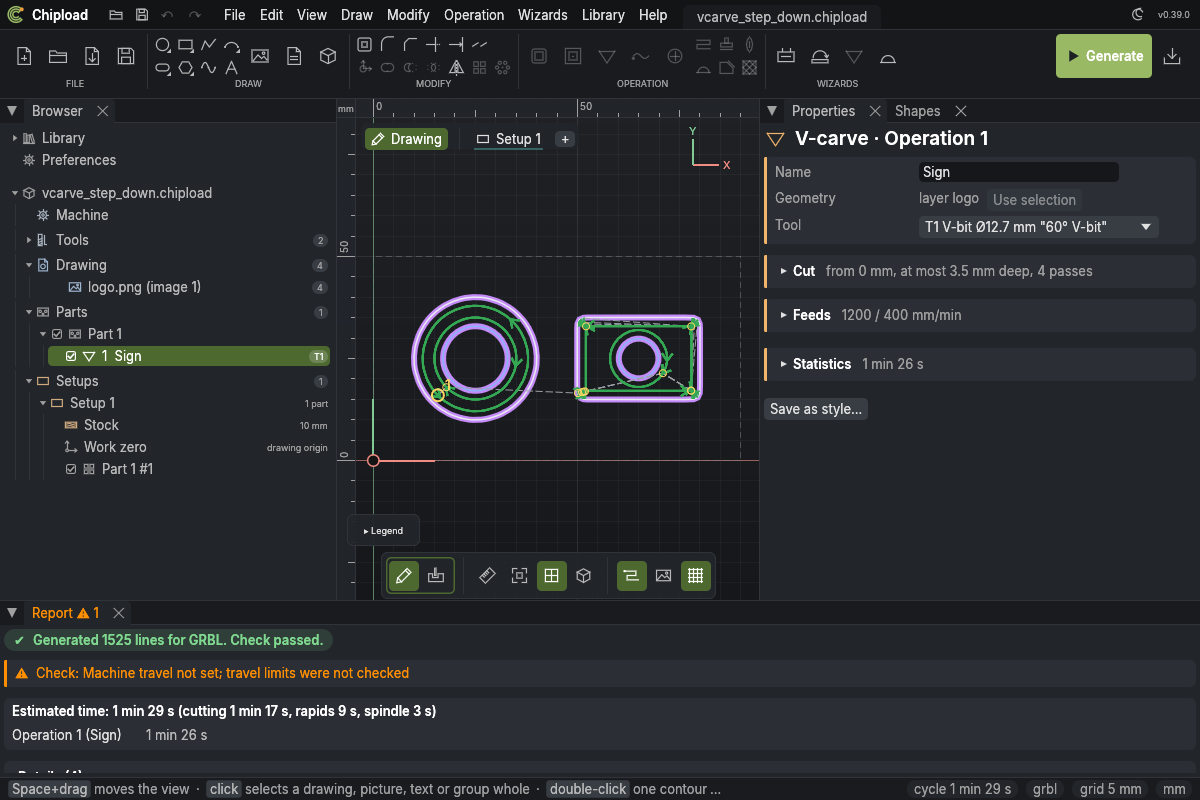 Chipload
File Edit View Draw Modify Operation Wizards Library Help
vcarve_step_down.chipload
v0.39.0
FILE
DRAW
MODIFY
OPERATION
WIZARDS
Generate
Browser
Library
Preferences
vcarve_step_down.chipload
Machine
Tools 2
Drawing 4
logo.png (image 1) 4
Parts 1
Part 1
1 Sign T1
Setups 1
Setup 1 1 part
Stock 10 mm
Work zero drawing origin
Part 1 #1
mm
0
50
50
0
Drawing
Setup 1
+
Y
X
1
Legend
Properties
Shapes
V-carve · Operation 1
Name Sign
Geometry layer logo Use selection
Tool T1 V-bit Ø12.7 mm "60° V-bit"
Cut from 0 mm, at most 3.5 mm deep, 4 passes
Feeds 1200 / 400 mm/min
Statistics 1 min 26 s
Save as style...
Report 1
Generated 1525 lines for GRBL. Check passed.
Check: Machine travel not set; travel limits were not checked
Estimated time: 1 min 29 s (cutting 1 min 17 s, rapids 9 s, spindle 3 s)
Operation 1 (Sign) 1 min 26 s
Space+drag moves the view · click selects a drawing, picture, text or group whole · double-click one contour ...
cycle 1 min 29 s grbl grid 5 mm mm